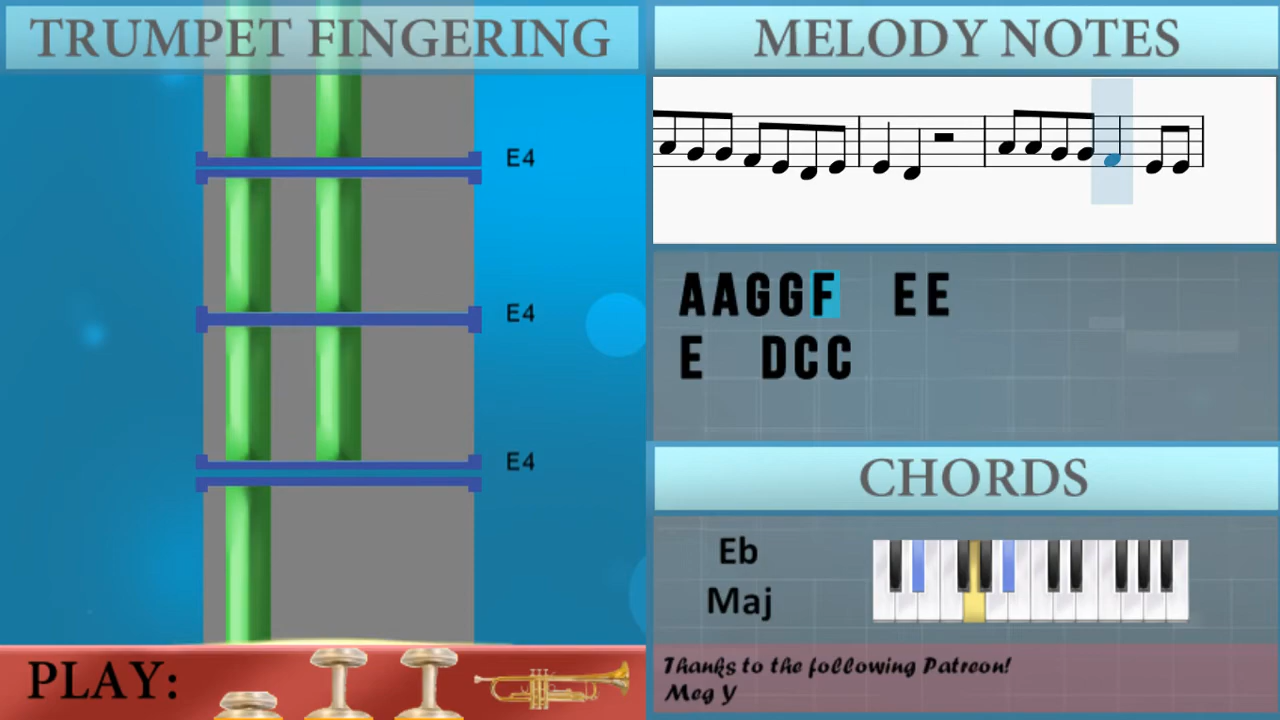 TRUMPET FINGERING
E4
E4
E4
PLAY:
MELODY NOTES
AAGGF EE
E DCC
CHORDS
Eb
Maj
Thanks to the following Patreon!
Meg Y